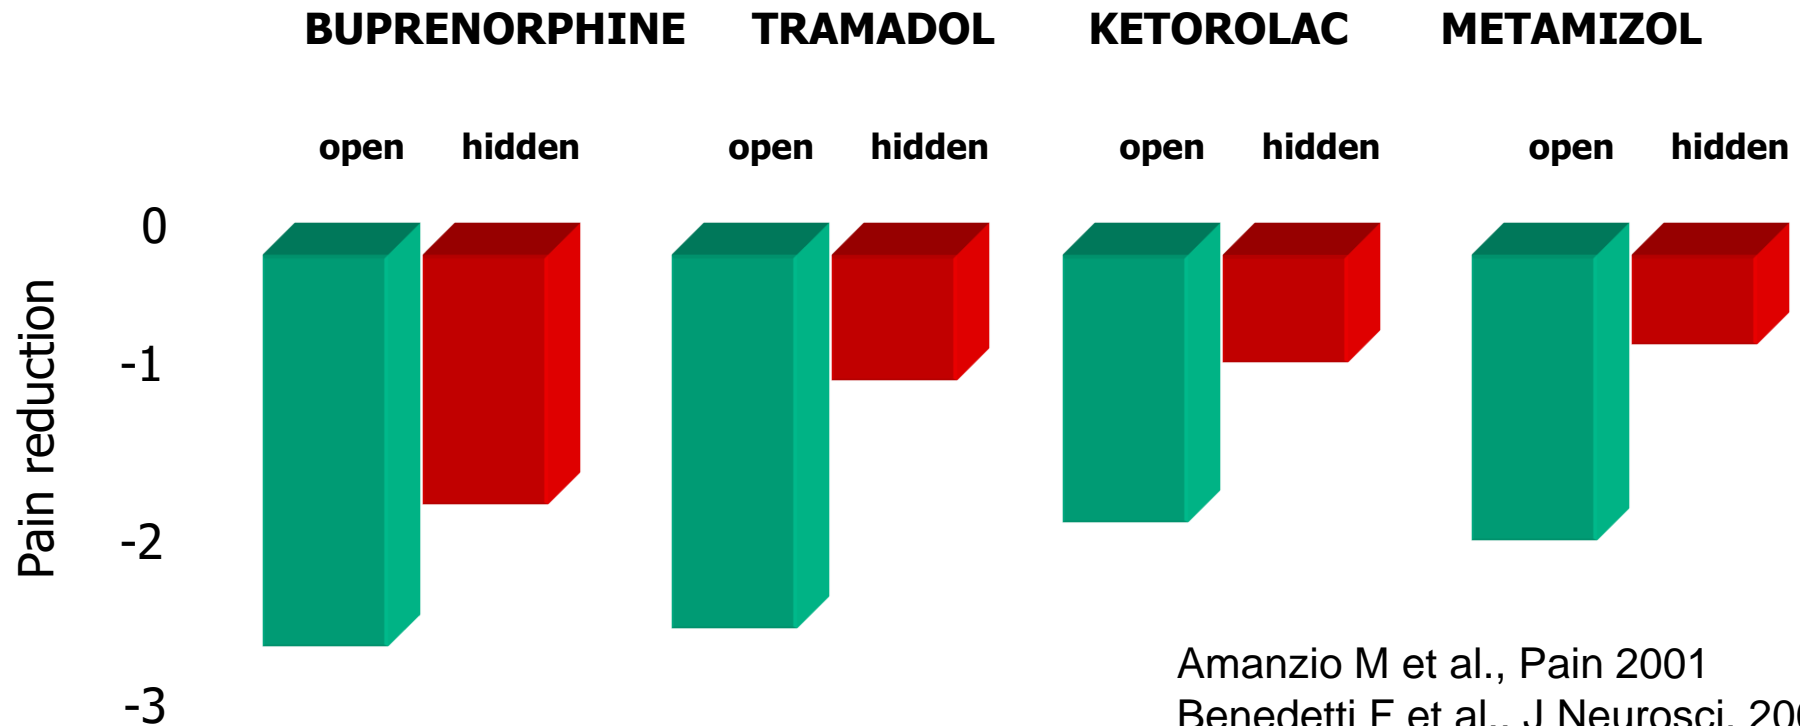 BUPRENORPHINE TRAMADOL KETOROLAC METAMIZOL
open hidden open hidden open hidden open hidden
0
-1
-2
-3
Pain reduction
Amanzio M et al., Pain 2001
Benedetti F et al., J Neurosci,